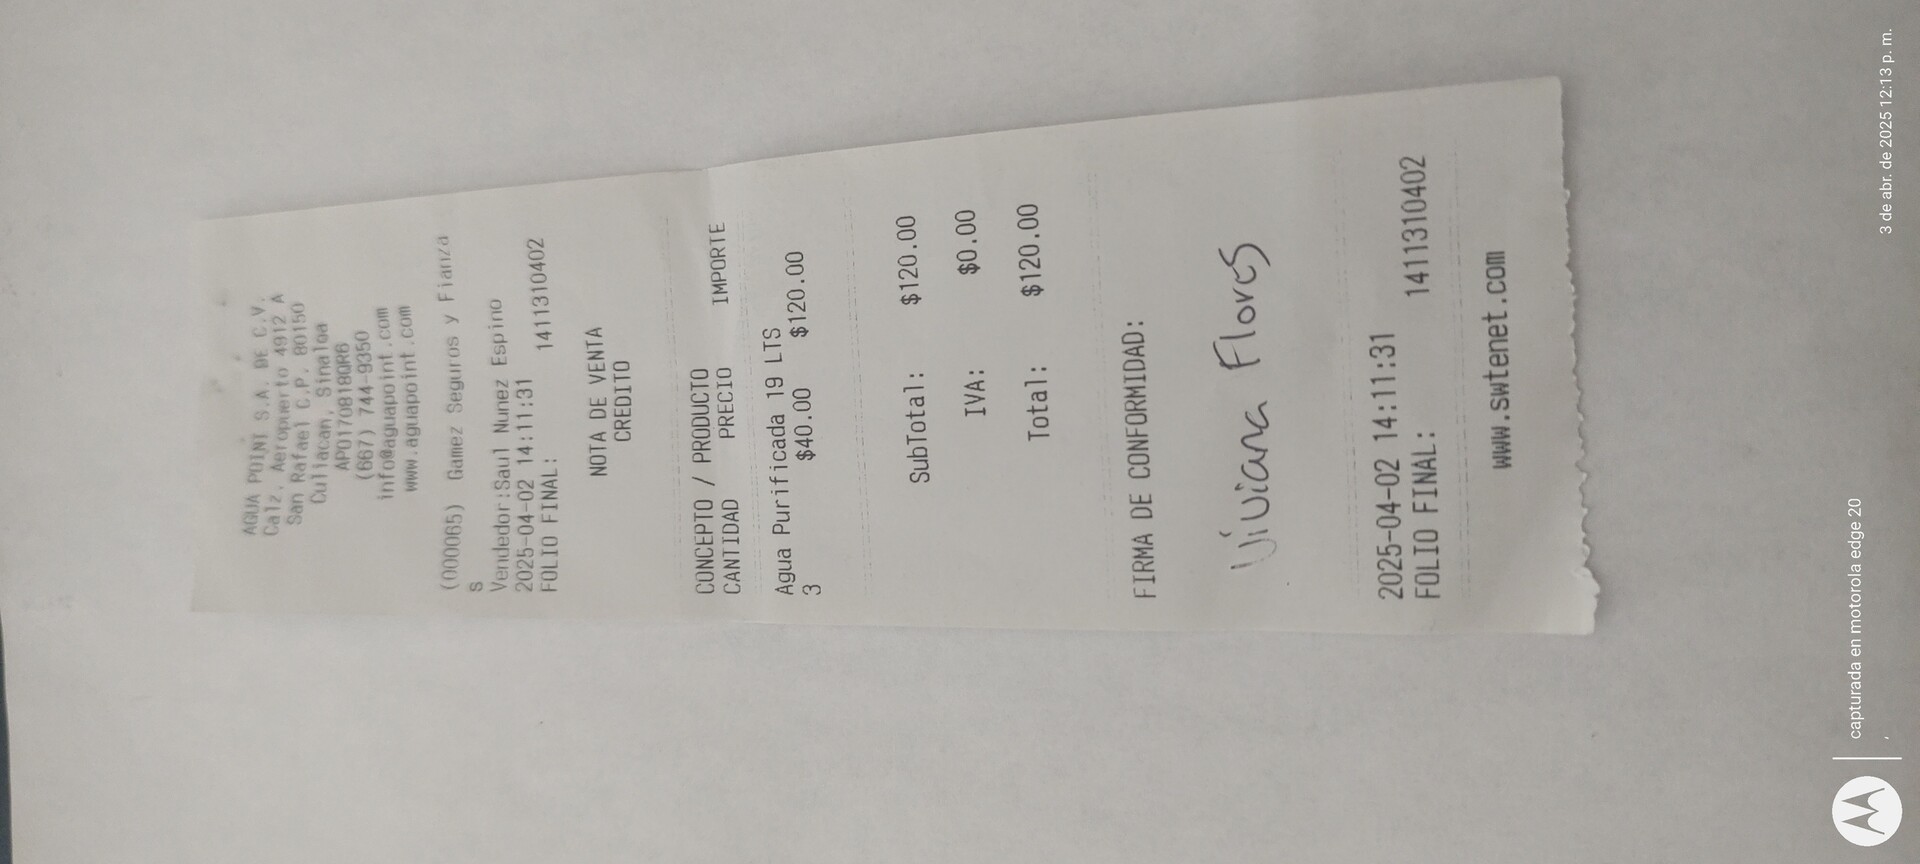 AGUA POINT S.A. DE C.V.
Calz. Aeropuerto 4912 A
San Rafael C.P. 80150
Culiacan, Sinaloa
APO170818QR6
(667) 744-9350
info@aguapoint.com
www.aguapoint.com
(000065) Gamez Seguros y Fianza
s
Vendedor:Saul Nunez Espino
2025-04-02 14:11:31
FOLIO FINAL: 1411310402
NOTA DE VENTA
CREDITO
CONCEPTO / PRODUCTO
CANTIDAD PRECIO IMPORTE
Agua Purificada 19 LTS
3 $40.00 $120.00
SubTotal: $120.00
IVA: $0.00
Total: $120.00
FIRMA DE CONFORMIDAD:
Viviana Flores
2025-04-02 14:11:31
FOLIO FINAL: 1411310402
www.swtenet.com
capturada en motorola edge 20
,
3 de abr. de 2025 12:13 p. m.